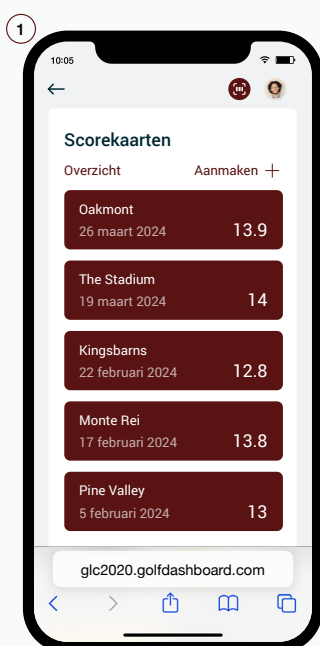 1
10:05
Scorekaarten
Overzicht Aanmaken +
Oakmont
26 maart 2024 13.9
The Stadium
19 maart 2024 14
Kingsbarns
22 februari 2024 12.8
Monte Rei
17 februari 2024 13.8
Pine Valley
5 februari 2024 13
glc2020.golfdashboard.com